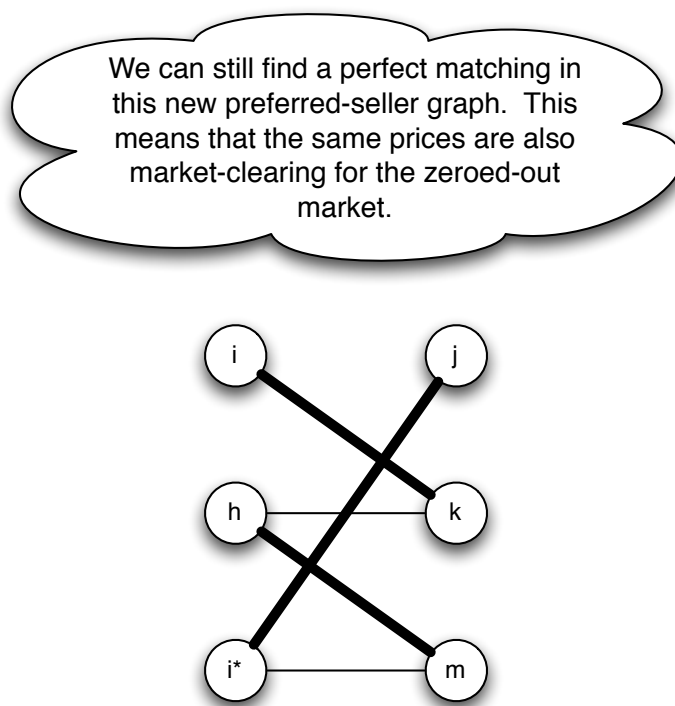 We can still find a perfect matching in
this new preferred-seller graph. This
means that the same prices are also
market-clearing for the zeroed-out
market.
i
j
h
k
i*
m